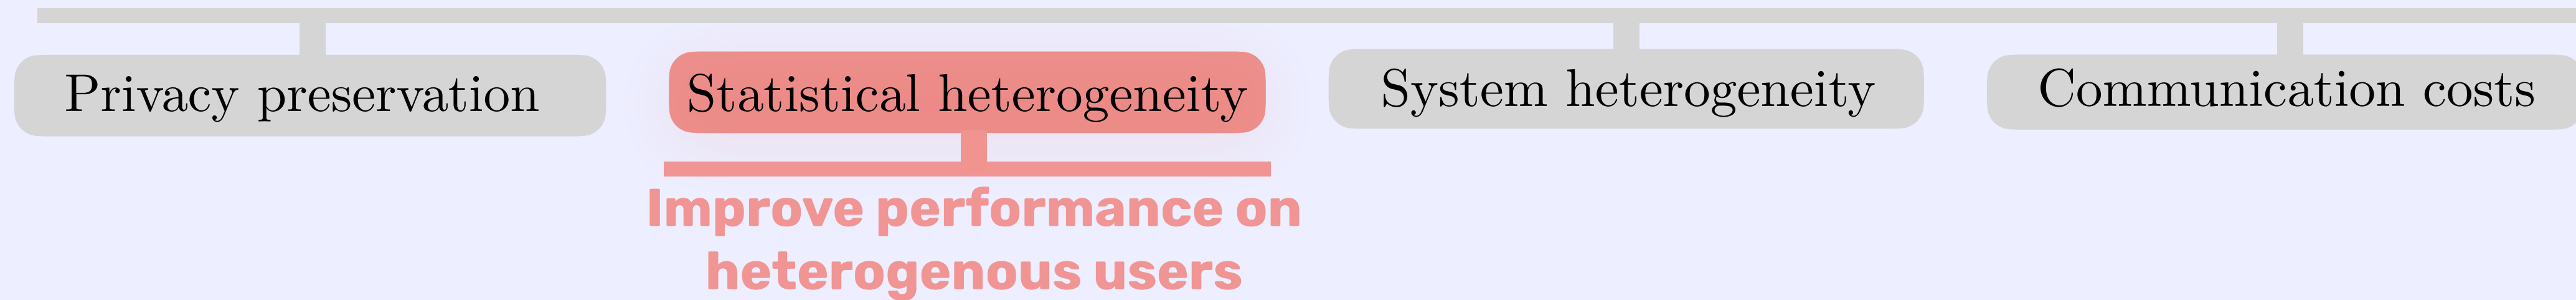 Privacy preservation
Statistical heterogeneity
System heterogeneity
Communication costs
Improve performance on
heterogenous users